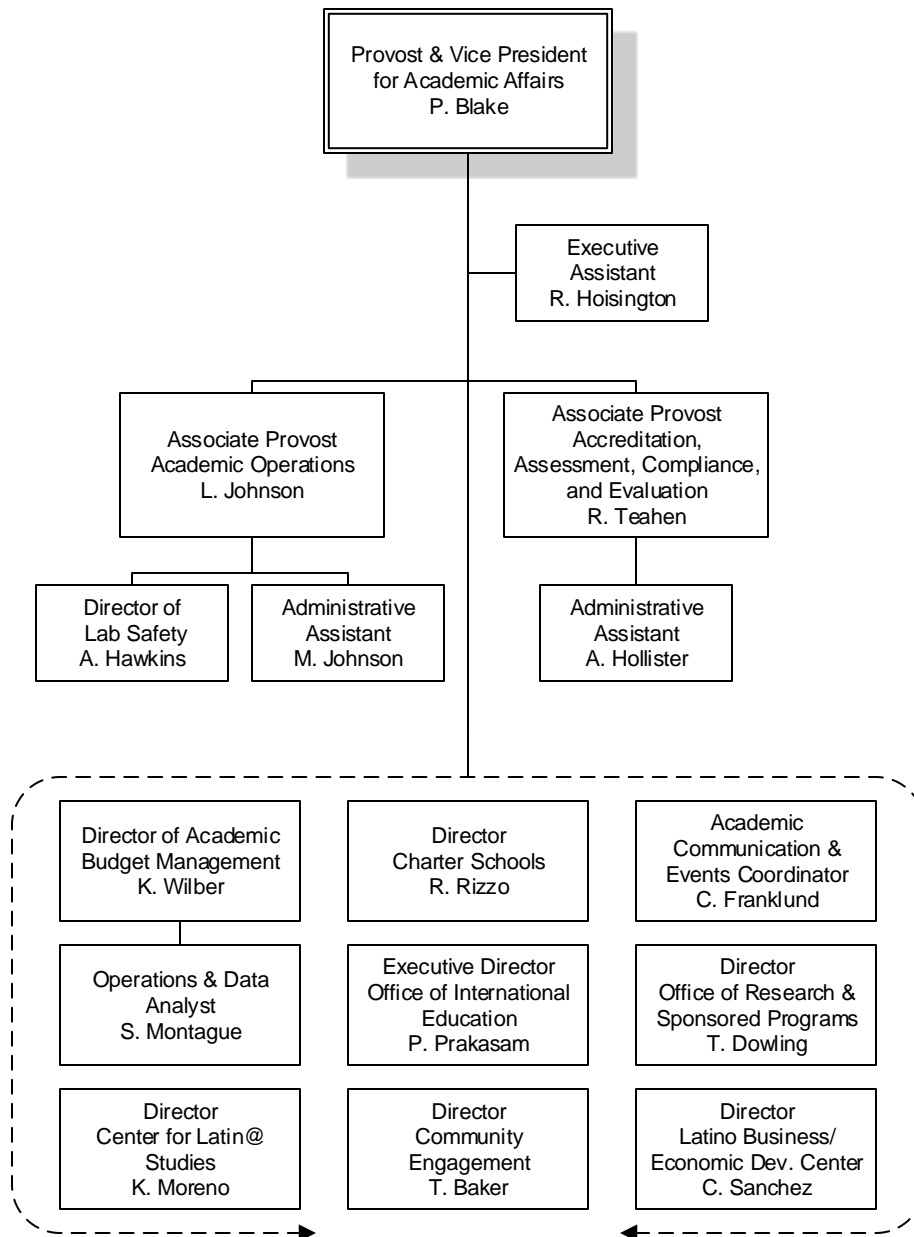 Provost & Vice President
for Academic Affairs
P. Blake
Executive
Assistant
R. Hoisington
Associate Provost
Academic Operations
L. Johnson
Associate Provost
Accreditation,
Assessment, Compliance,
and Evaluation
R. Teahen
Director of
Lab Safety
A. Hawkins
Administrative
Assistant
M. Johnson
Administrative
Assistant
A. Hollister
Director of Academic
Budget Management
K. Wilber
Director
Charter Schools
R. Rizzo
Academic
Communication &
Events Coordinator
C. Franklund
Operations & Data
Analyst
S. Montague
Executive Director
Office of International
Education
P. Prakasam
Director
Office of Research &
Sponsored Programs
T. Dowling
Director
Center for Latin@
Studies
K. Moreno
Director
Community
Engagement
T. Baker
Director
Latino Business/
Economic Dev. Center
C. Sanchez